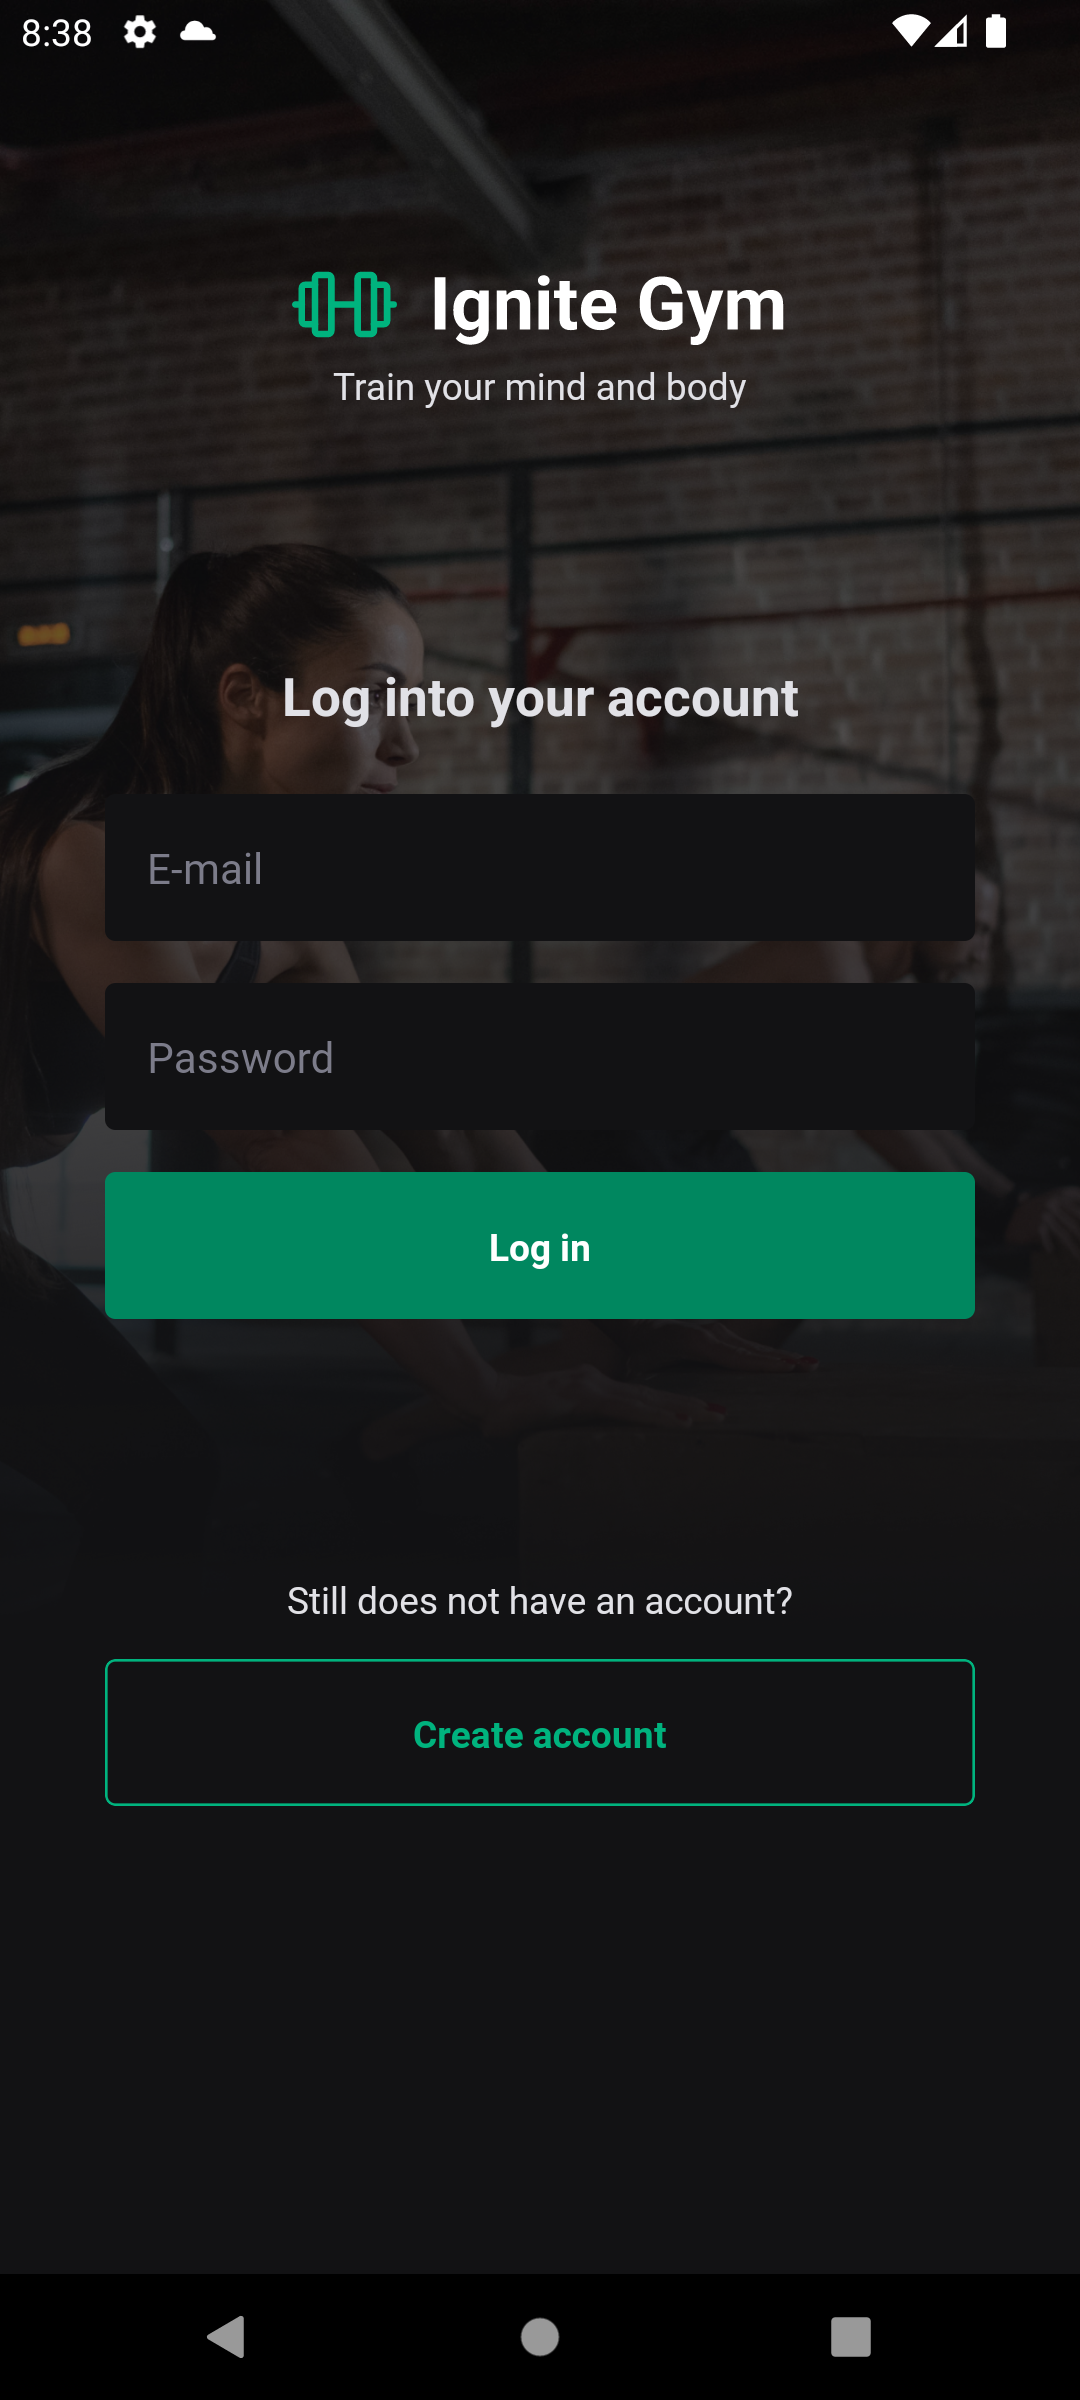 8:38
Ignite Gym
Train your mind and body
Log into your account
E-mail
Password
Log in
Still does not have an account?
Create account